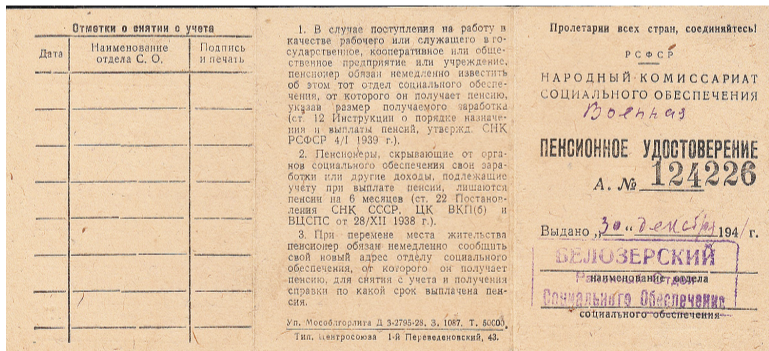 Отметки о снятии с учета
Дата
Наименование
отдела С. О.
Подпись
и печать
1. В случае поступления на работу в
качестве рабочего или служащего в го-
сударственное, кооперативное или обще-
ственное предприятие или учреждение,
пенсионер обязан немедленно известить
об этом тот отдел социального обеспече-
чения, от которого он получает пенсию,
указав размер получаемого заработка
(ст. 12 Инструкции о порядке назначе-
ния и выплаты пенсий, утвержд. СНК
РСФСР 4/I 1939 г.).
2. Пенсионеры, скрывающие от орга-
нов социального обеспечения свои зара-
ботки или другие доходы, подлежащие
учету при выплате пенсии, лишаются
пенсии на 6 месяцев (ст. 22 Постанов-
ления СНК СССР, ЦК ВКП(б) и
ВЦСПС от 28/XII 1938 г.).
3. При перемене места жительства
пенсионер обязан немедленно сообщить
свой новый адрес отделу социального
обеспечения, от которого он получает
пенсию, для снятия с учета и получения
справки по какой срок выплачена пен-
сия.
Уп. Мособлгорлита Д 3-2795-28. З. 1087. Т. 50000.
Тип. Центросоюза 1-й Переведеновский, 43.
Пролетарии всех стран, соединяйтесь!
РСФСР
НАРОДНЫЙ КОМИССАРИАТ
СОЦИАЛЬНОГО ОБЕСПЕЧЕНИЯ
Военная
ПЕНСИОННОЕ УДОСТОВЕРЕНИЕ
А. № 124226
Выдано „30" декабря 1941 г.
БЕЛОЗЕРСКИЙ
наименование отдела
Социального Обеспечения
социального обеспечения